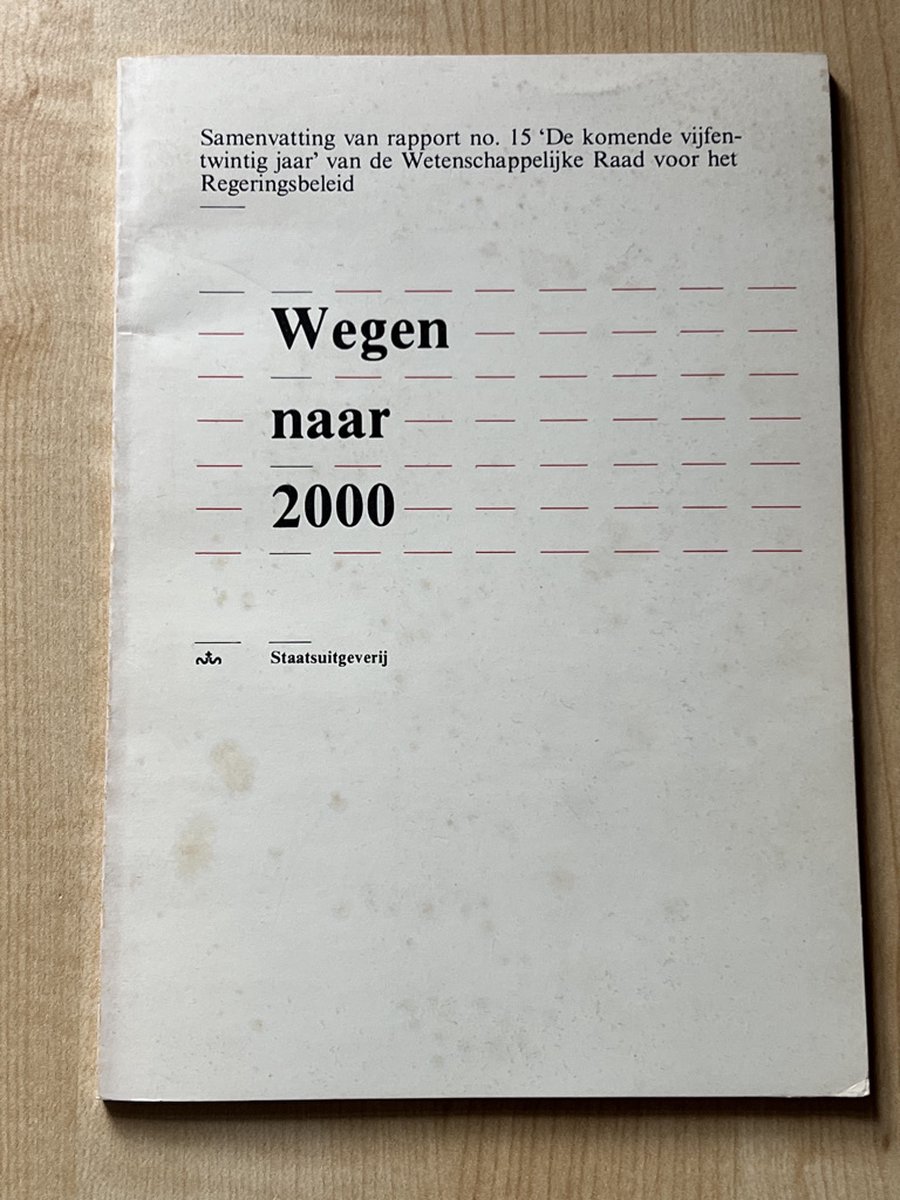 Samenvatting van rapport no. 15 ‘De komende vijfen-
twintig jaar’ van de Wetenschappelijke Raad voor het
Regeringsbeleid
Wegen
naar
2000
Staatsuitgeverij